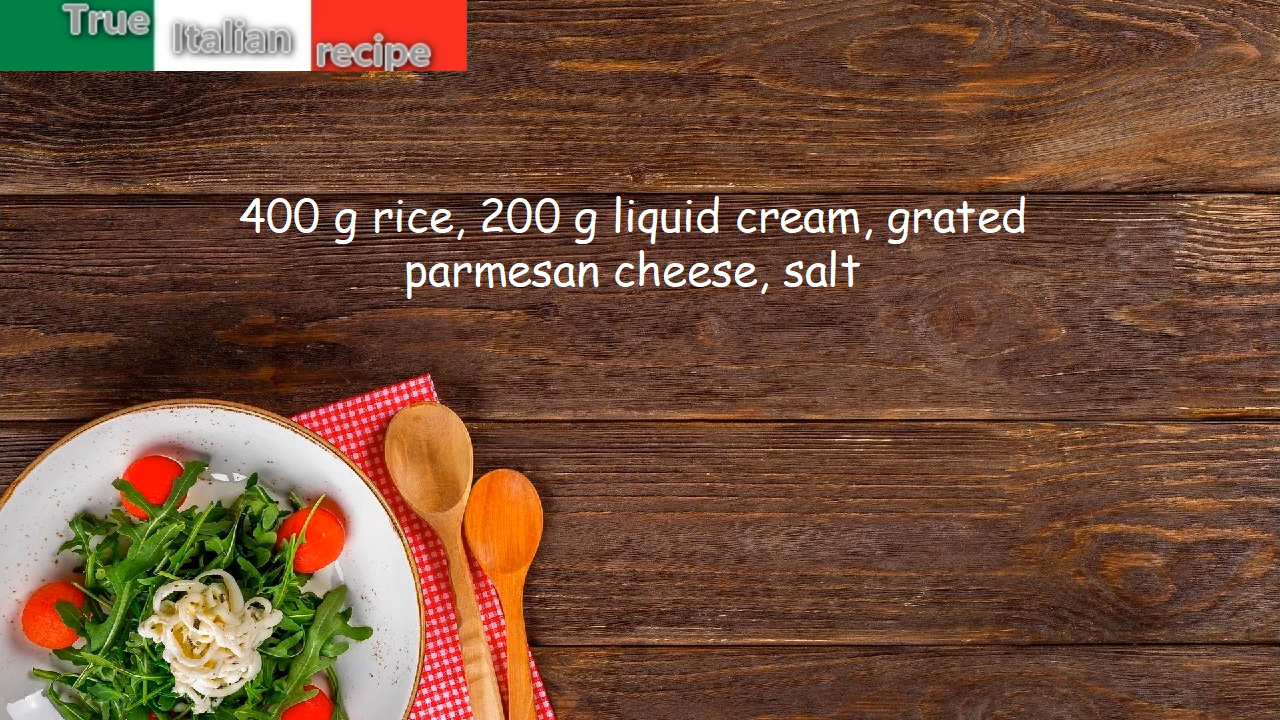 True Italian recipe
400 g rice, 200 g liquid cream, grated
parmesan cheese, salt